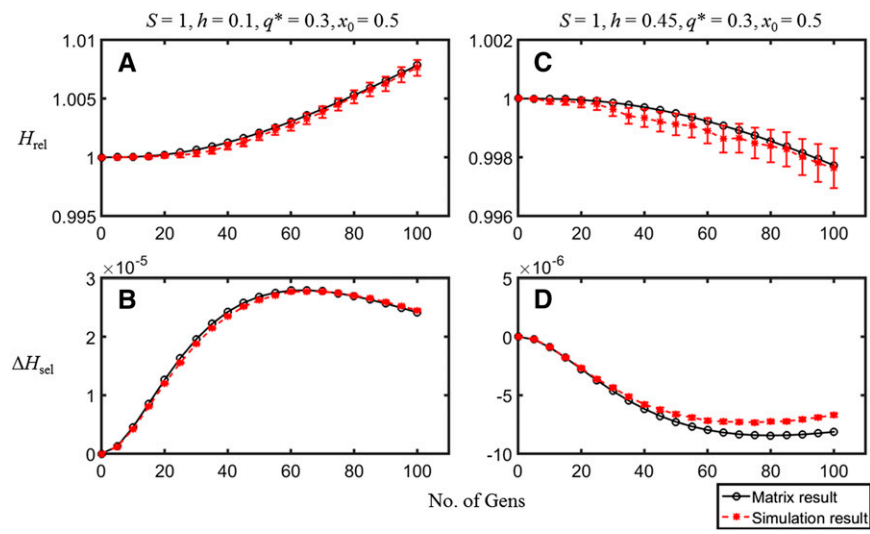 S = 1, h = 0.1, q* = 0.3, x₀ = 0.5
S = 1, h = 0.45, q* = 0.3, x₀ = 0.5
A
1.01
1.005
1
0.995
H_rel
0 20 40 60 80 100
C
1.002
1
0.998
0.996
0 20 40 60 80 100
B
×10⁻⁵
3
2
1
0
ΔH_sel
0 20 40 60 80 100
D
×10⁻⁶
5
0
-5
-10
0 20 40 60 80 100
No. of Gens
Matrix result
Simulation result